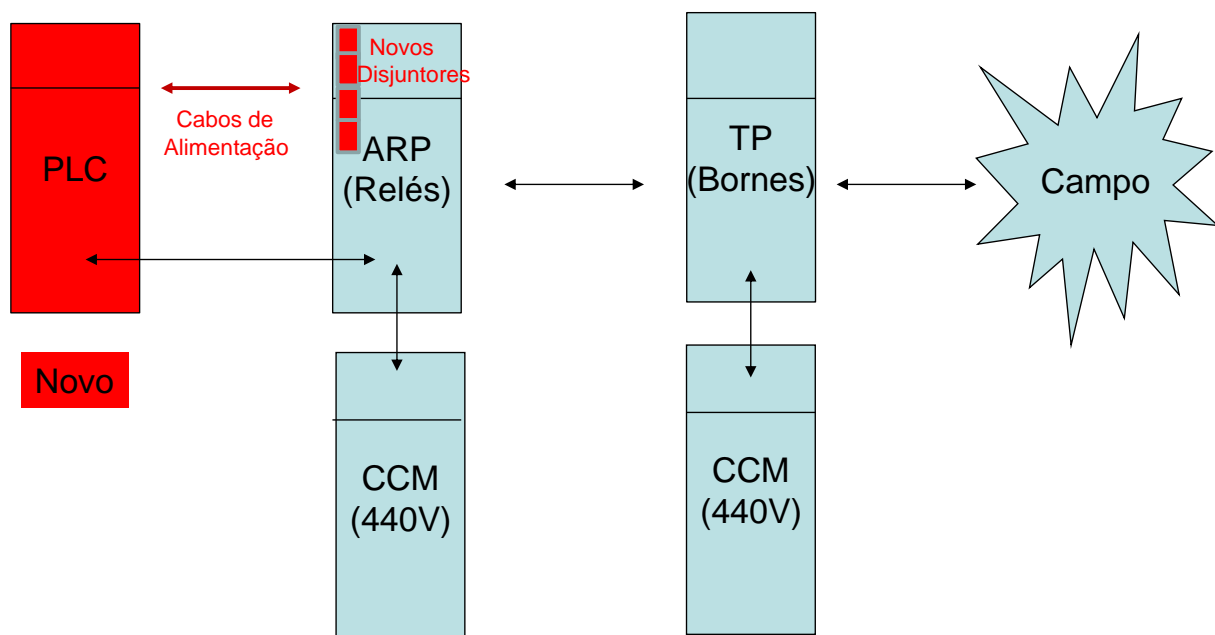 PLC
Cabos de
Alimentação
Novos
Disjuntores
ARP
(Relés)
TP
(Bornes)
Campo
Novo
CCM
(440V)
CCM
(440V)